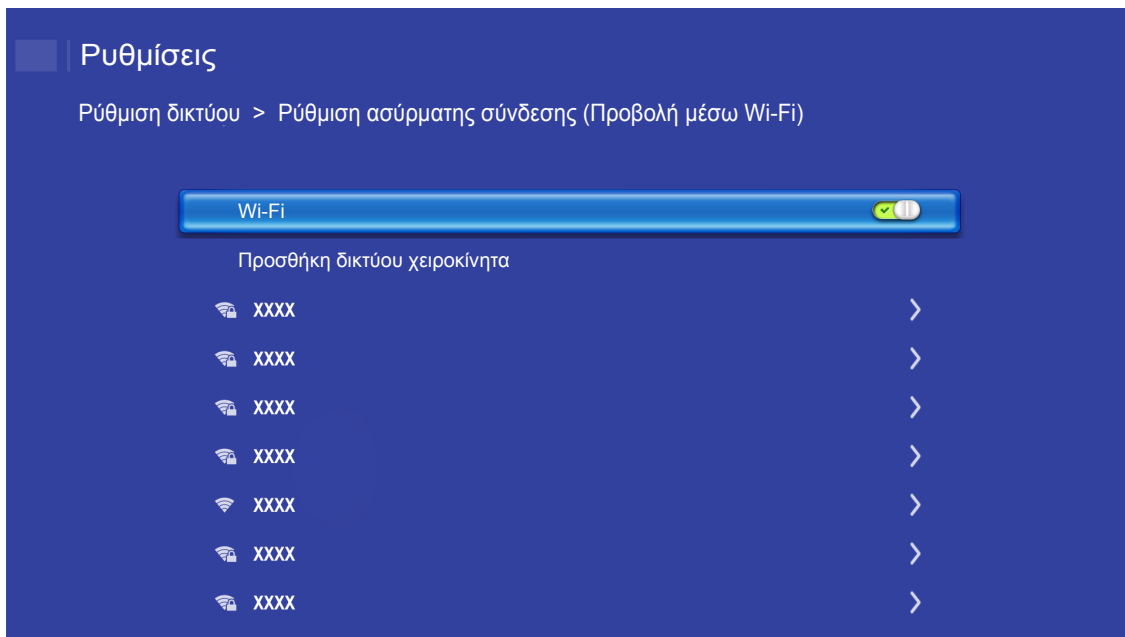 Ρυθμίσεις
Ρύθμιση δικτύου > Ρύθμιση ασύρματης σύνδεσης (Προβολή μέσω Wi-Fi)
Wi-Fi
Προσθήκη δικτύου χειροκίνητα
XXXX
XXXX
XXXX
XXXX
XXXX
XXXX
XXXX